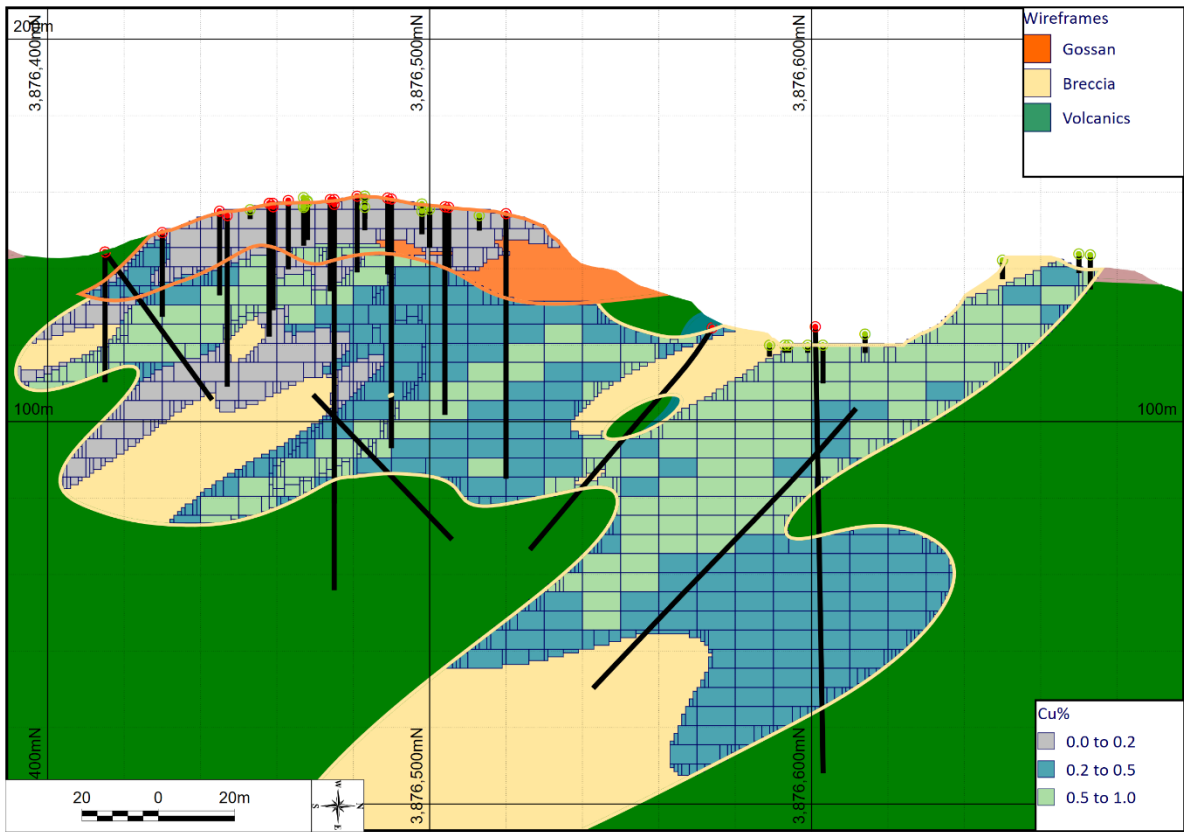 200m
3,876,400mN
3,876,500mN
3,876,600mN
Wireframes
Gossan
Breccia
Volcanics
100m
100m
400mN
3,876,500mN
3,876,600mN
Cu%
0.0 to 0.2
0.2 to 0.5
0.5 to 1.0
20 0 20m
W
S N
E